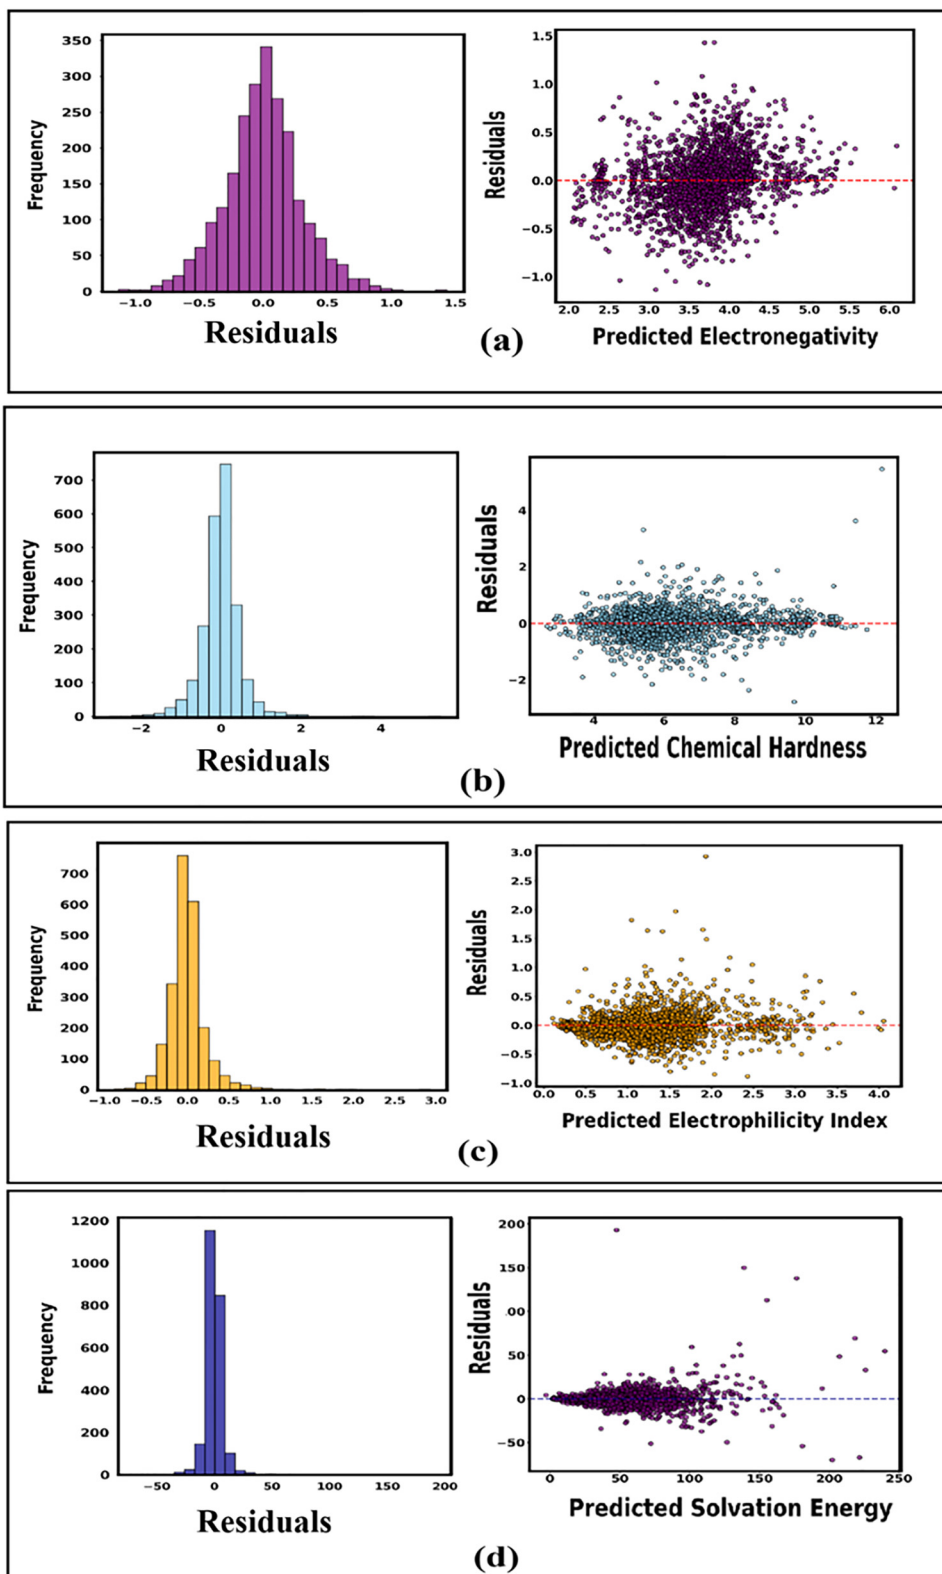 350
300
250
200
150
100
50
0
Frequency
−1.0 −0.5 0.0 0.5 1.0 1.5
Residuals
1.5
1.0
0.5
0.0
−0.5
−1.0
Residuals
2.0 2.5 3.0 3.5 4.0 4.5 5.0 5.5 6.0
Predicted Electronegativity
(a)
700
600
500
400
300
200
100
0
Frequency
−2 0 2 4
Residuals
4
2
0
−2
Residuals
4 6 8 10 12
Predicted Chemical Hardness
(b)
700
600
500
400
300
200
100
0
Frequency
−1.0 −0.5 0.0 0.5 1.0 1.5 2.0 2.5 3.0
Residuals
3.0
2.5
2.0
1.5
1.0
0.5
0.0
−0.5
−1.0
Residuals
0.0 0.5 1.0 1.5 2.0 2.5 3.0 3.5 4.0
Predicted Electrophilicity Index
(c)
1200
1000
800
600
400
200
0
Frequency
−50 0 50 100 150 200
Residuals
200
150
.00
50
0
−50
Residuals
0 50 100 150 200 250
Predicted Solvation Energy
(d)